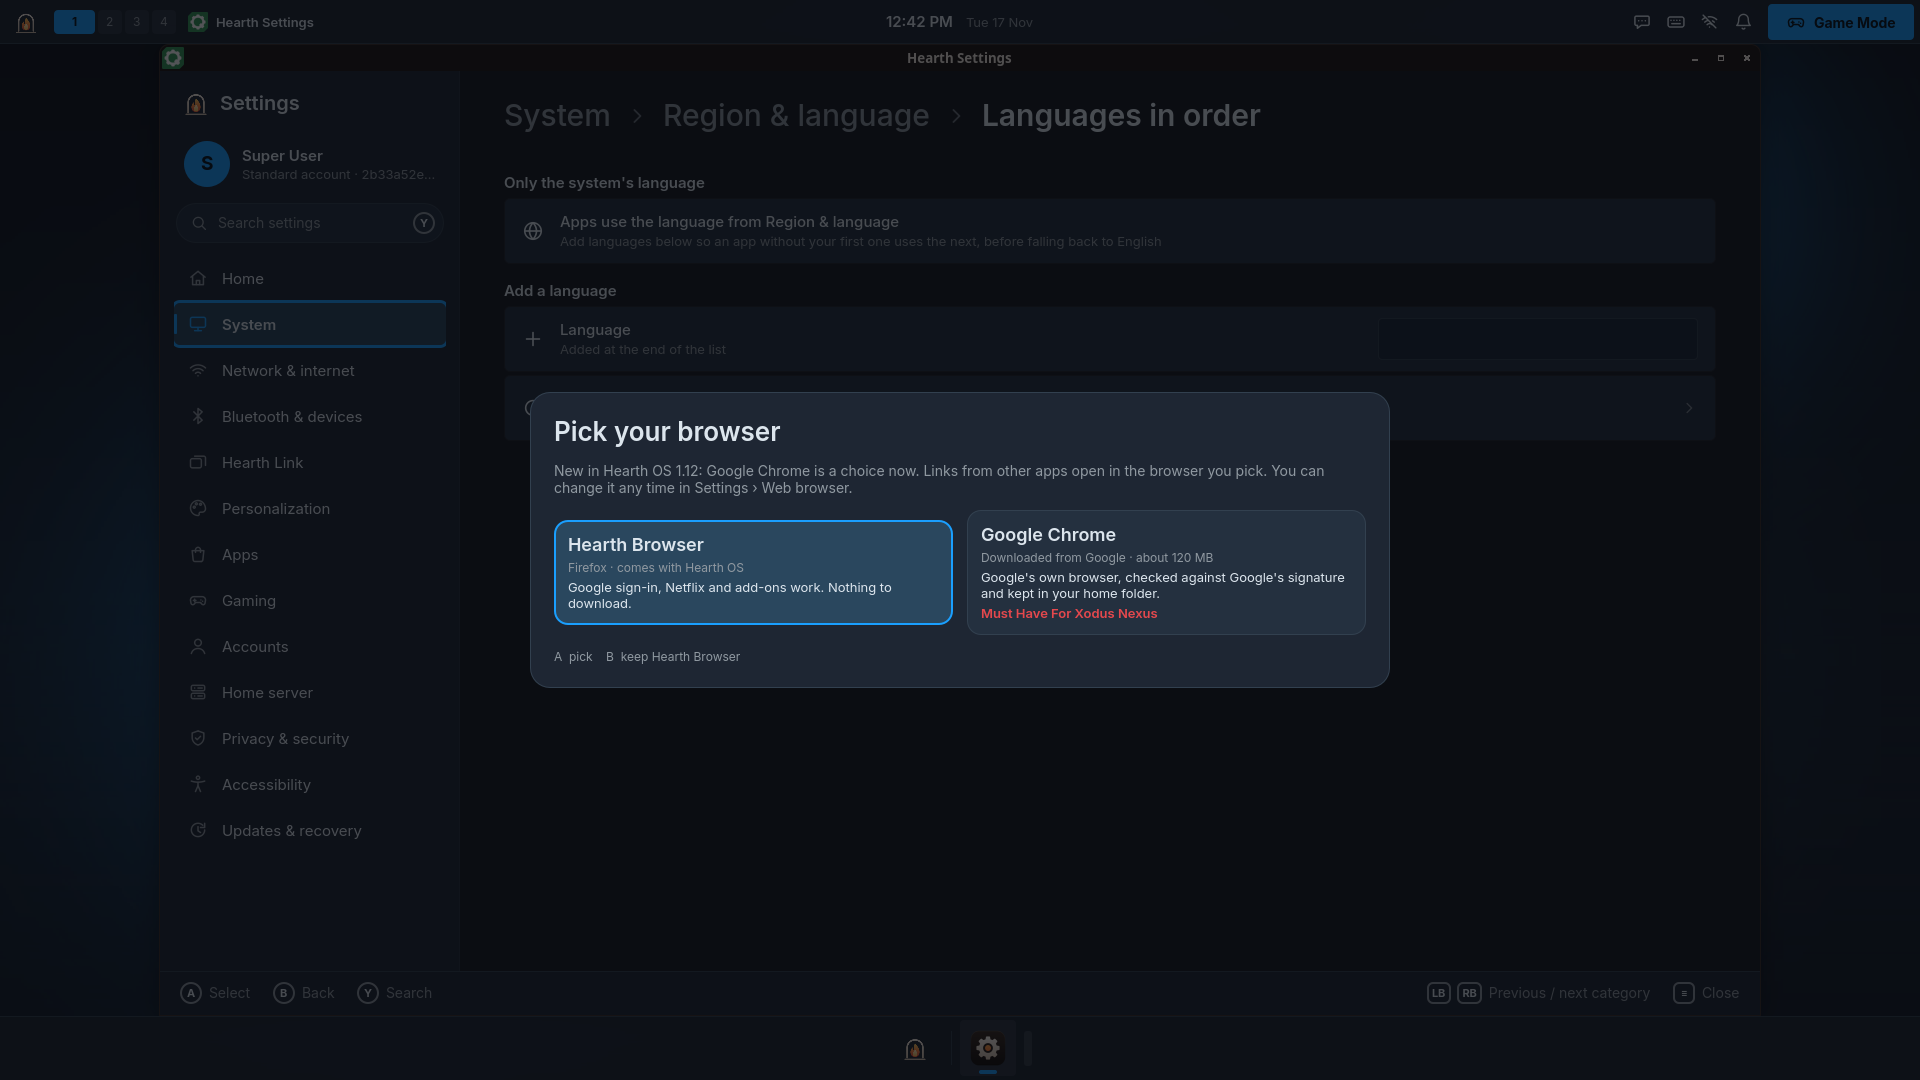 1 2 3 4 Hearth Settings
12:42 PM Tue 17 Nov
Game Mode
Hearth Settings
Settings
S
Super User
Standard account · 2b33a52e...
Search settings Y
Home
System
Network & internet
Bluetooth & devices
Hearth Link
Personalization
Apps
Gaming
Accounts
Home server
Privacy & security
Accessibility
Updates & recovery
System › Region & language › Languages in order
Only the system's language
Apps use the language from Region & language
Add languages below so an app without your first one uses the next, before falling back to English
Add a language
Language
Added at the end of the list
Pick your browser
New in Hearth OS 1.12: Google Chrome is a choice now. Links from other apps open in the browser you pick. You can
change it any time in Settings › Web browser.
Hearth Browser
Firefox · comes with Hearth OS
Google sign-in, Netflix and add-ons work. Nothing to
download.
Google Chrome
Downloaded from Google · about 120 MB
Google's own browser, checked against Google's signature
and kept in your home folder.
Must Have For Xodus Nexus
A pick B keep Hearth Browser
A Select B Back Y Search
LB RB Previous / next category ≡ Close